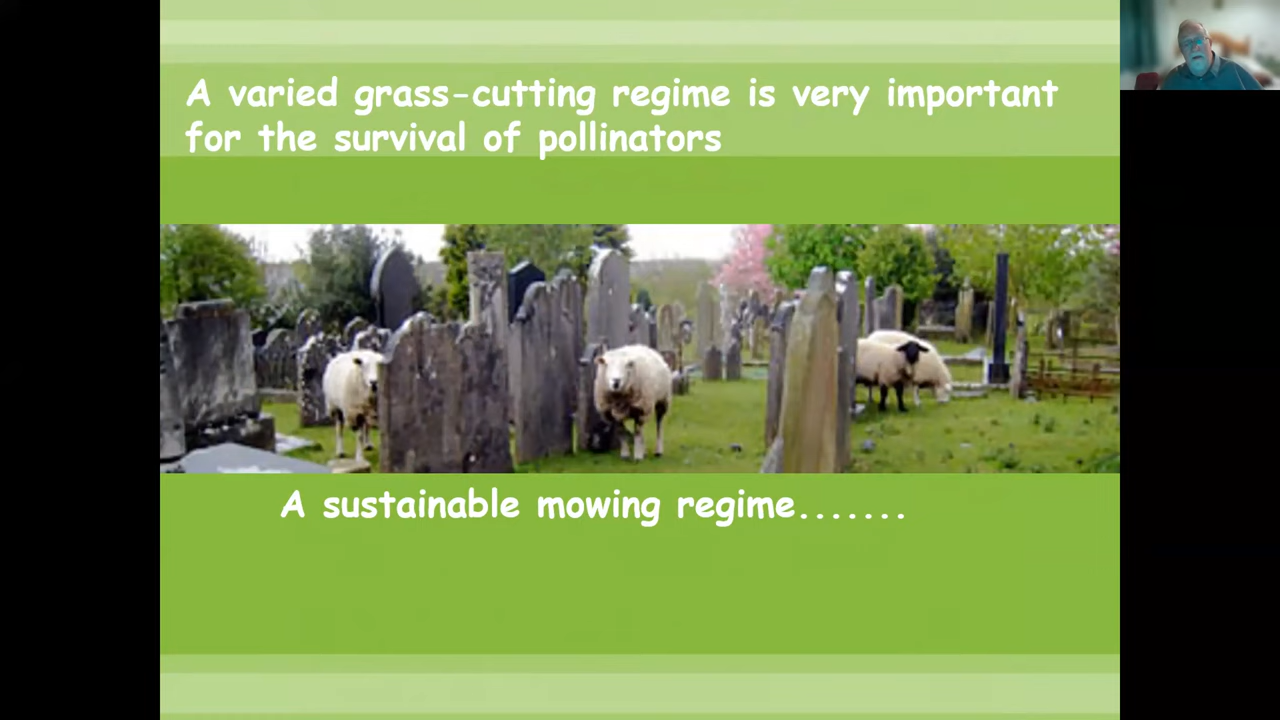 A varied grass-cutting regime is very important
for the survival of pollinators
A sustainable mowing regime.......